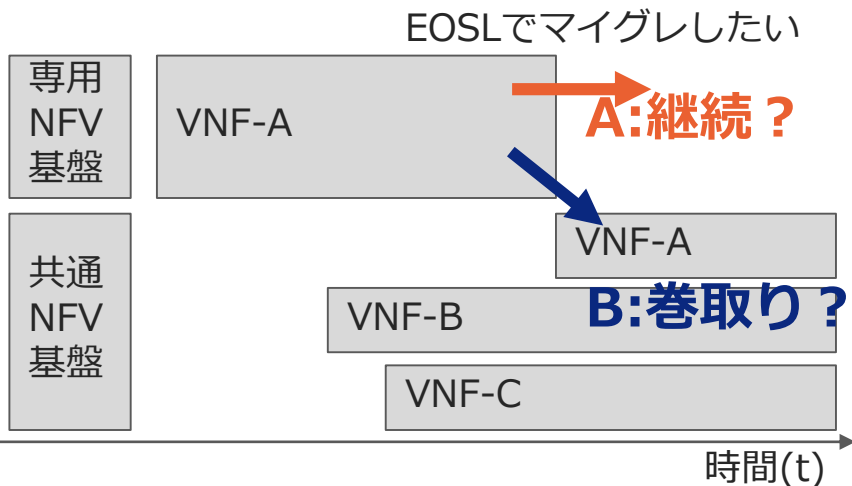 EOSLでマイグレしたい
専用
NFV
基盤
VNF-A
A:継続？
共通
NFV
基盤
VNF-A
VNF-B
B:巻取り？
VNF-C
時間(t)